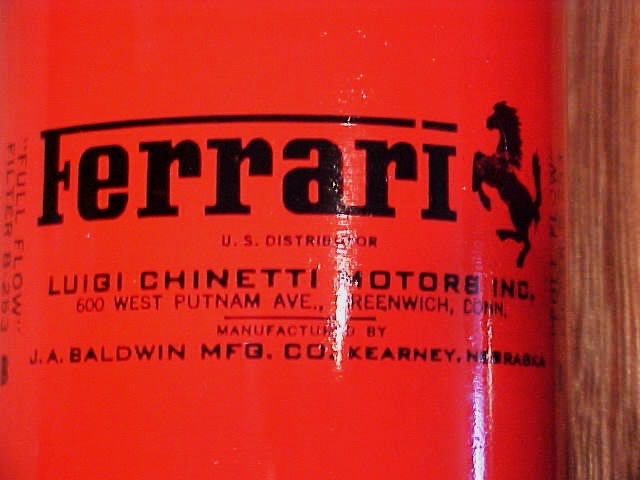 Ferrari
U. S. DISTRIBUTOR
LUIGI CHINETTI MOTORS INC.
600 WEST PUTNAM AVE., GREENWICH, CONN.
MANUFACTURED BY
J. A. BALDWIN MFG. CO. KEARNEY, NEBRASKA
"FULL FLOW"
FILTER B-253